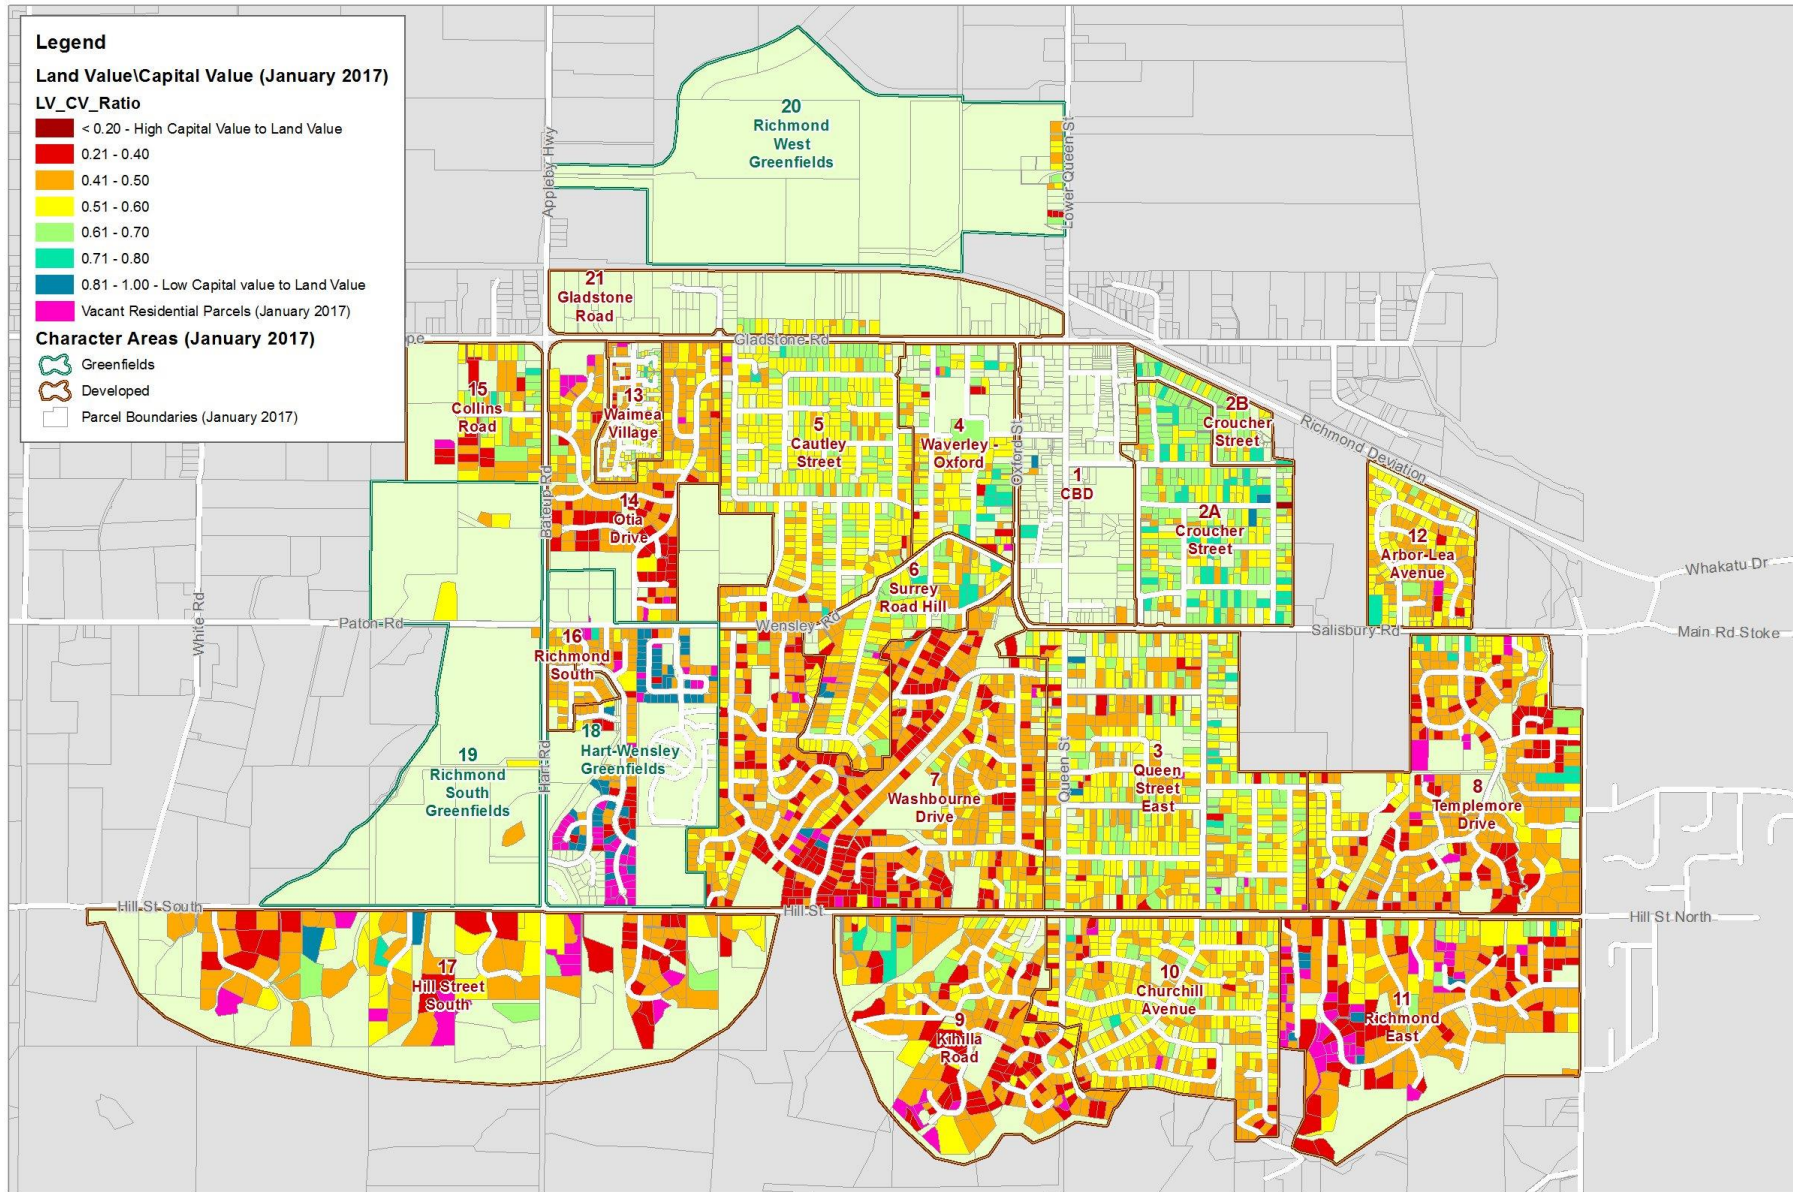 Legend
Land Value\Capital Value (January 2017)
LV_CV_Ratio
< 0.20 - High Capital Value to Land Value
0.21 - 0.40
0.41 - 0.50
0.51 - 0.60
0.61 - 0.70
0.71 - 0.80
0.81 - 1.00 - Low Capital value to Land Value
Vacant Residential Parcels (January 2017)
Character Areas (January 2017)
Greenfields
Developed
Parcel Boundaries (January 2017)
20
Richmond
West
Greenfields
Appleby Hwy
Lower Queen St
21
Gladstone
Road
Gladstone Rd
15
Collins
Road
13
Waimea
Village
5
Cautley
Street
4
Waverley
Oxford
Oxford St
1
CBD
2B
Croucher
Street
Richmond Deviation
2A
Croucher
Street
12
Arbor-Lea
Avenue
14
Otia
Drive
Bateup Rd
6
Surrey
Road Hill
Whakatu Dr
White Rd
Paton Rd
Wensley Rd
Salisbury Rd
Main Rd Stoke
16
Richmond
South
18
Hart-Wensley
Greenfields
19
Richmond
South
Greenfields
Hart Rd
7
Washbourne
Drive
Queen St
3
Queen
Street
East
8
Templemore
Drive
Hill St South
Hill St
Hill St North
17
Hill Street
South
9
Kihilla
Road
10
Churchill
Avenue
11
Richmond
East